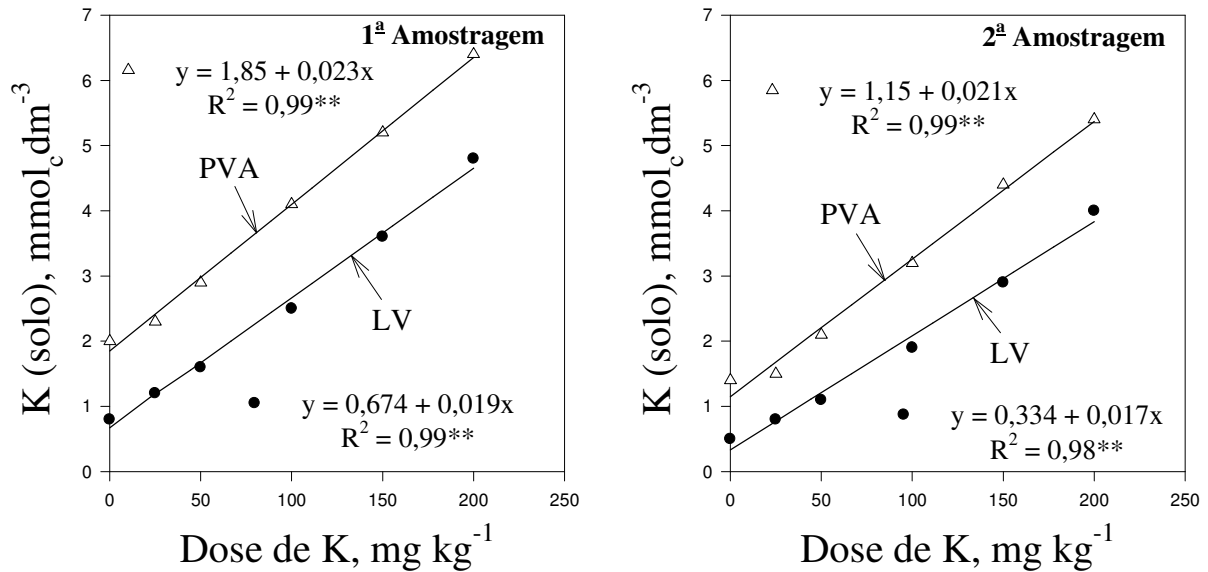 1ª Amostragem
y = 1,85 + 0,023x
R² = 0,99**
PVA
LV
y = 0,674 + 0,019x
R² = 0,99**
K (solo), mmol_c dm⁻³
7
6
5
4
3
2
1
0
0 50 100 150 200 250
Dose de K, mg kg⁻¹
2ª Amostragem
y = 1,15 + 0,021x
R² = 0,99**
PVA
LV
y = 0,334 + 0,017x
R² = 0,98**
K (solo), mmol_c dm⁻³
7
6
5
4
3
2
1
0
0 50 100 150 200 250
Dose de K, mg kg⁻¹